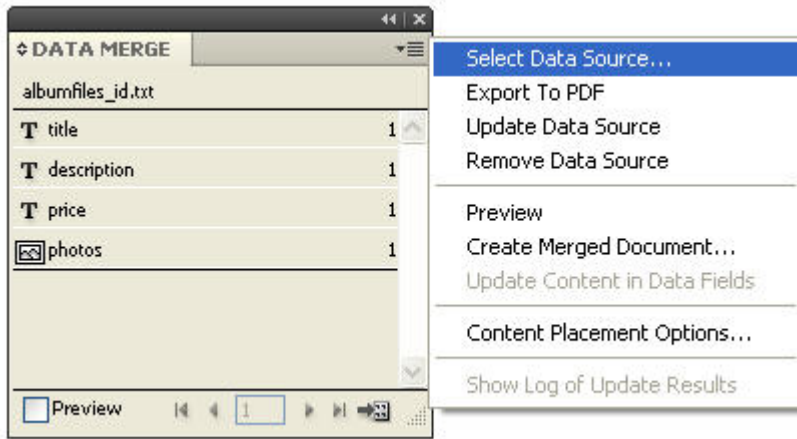 DATA MERGE
albumfiles_id.txt
title 1
description 1
price 1
photos 1
Preview 1
Select Data Source...
Export To PDF
Update Data Source
Remove Data Source
Preview
Create Merged Document...
Update Content in Data Fields
Content Placement Options...
Show Log of Update Results